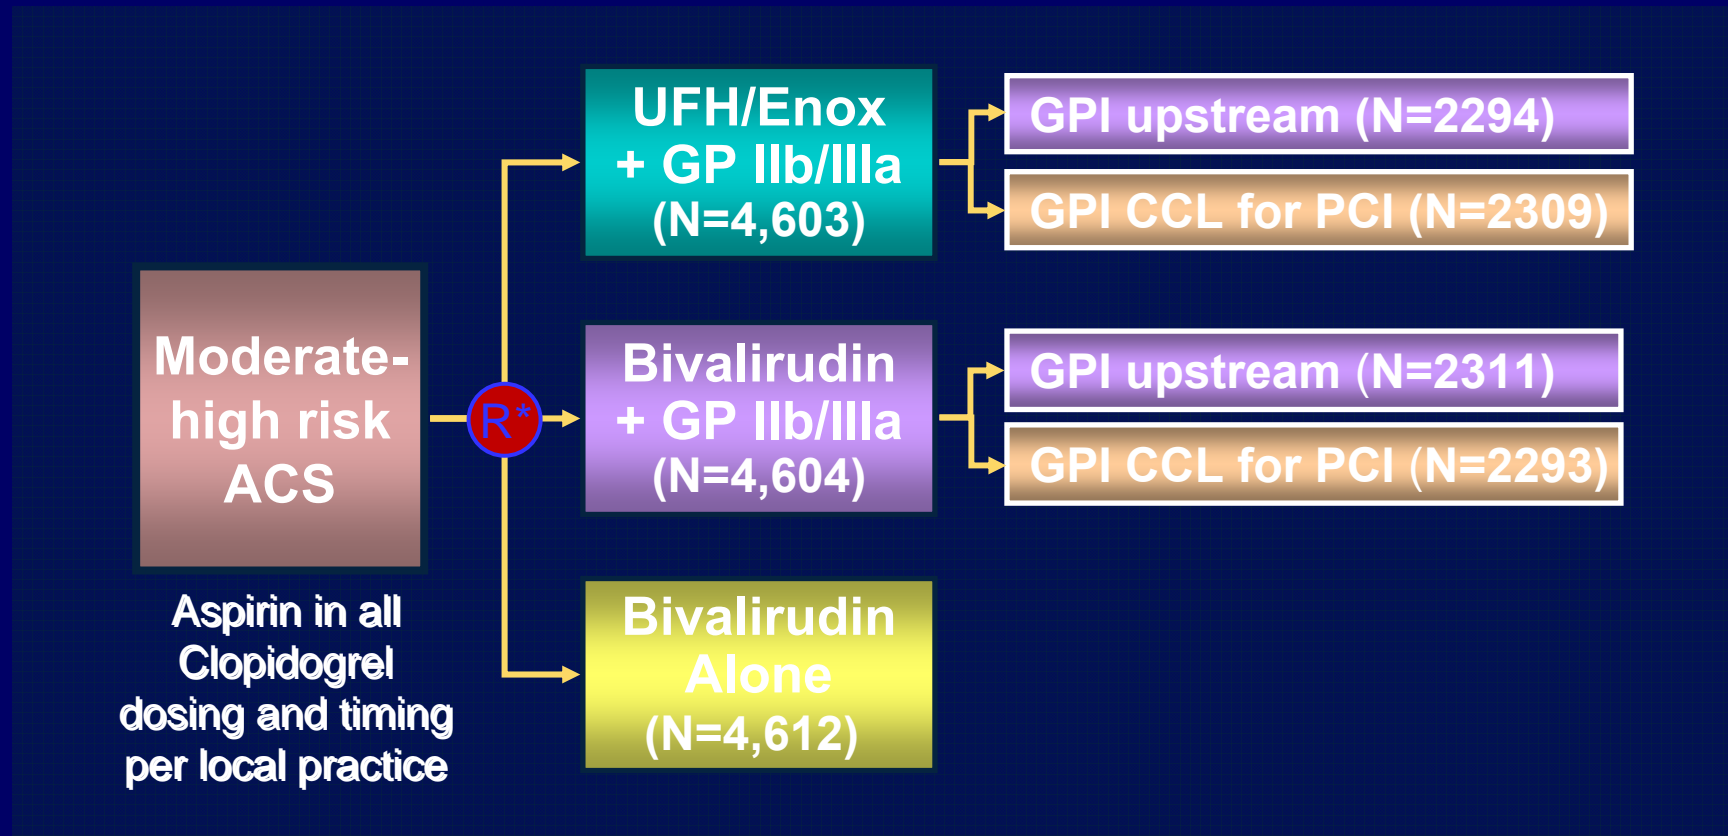 Moderate-
high risk
ACS
Aspirin in all
Clopidogrel
dosing and timing
per local practice
R*
UFH/Enox
+ GP IIb/IIIa
(N=4,603)
GPI upstream (N=2294)
GPI CCL for PCI (N=2309)
Bivalirudin
+ GP IIb/IIIa
(N=4,604)
GPI upstream (N=2311)
GPI CCL for PCI (N=2293)
Bivalirudin
Alone
(N=4,612)